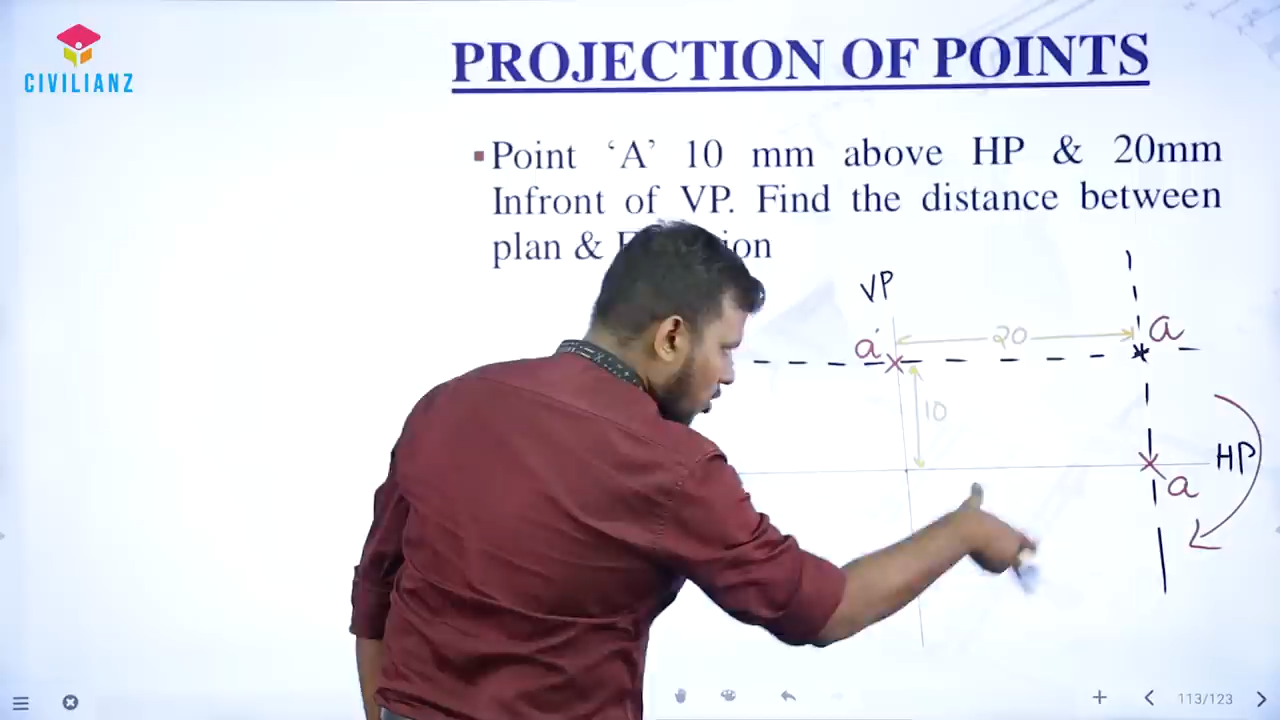 CIVILIANZ
PROJECTION OF POINTS
Point ‘A’ 10 mm above HP & 20mm
Infront of VP. Find the distance between
plan &
VP
a' 20 a
10
HP
a
113/123